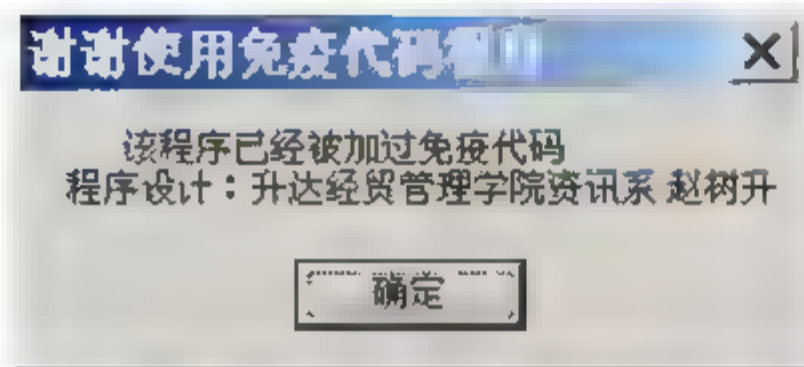 谢谢使用免疫代码程
该程序已经被加过免疫代码
程序设计：升达经贸管理学院资讯系 赵树升
确定